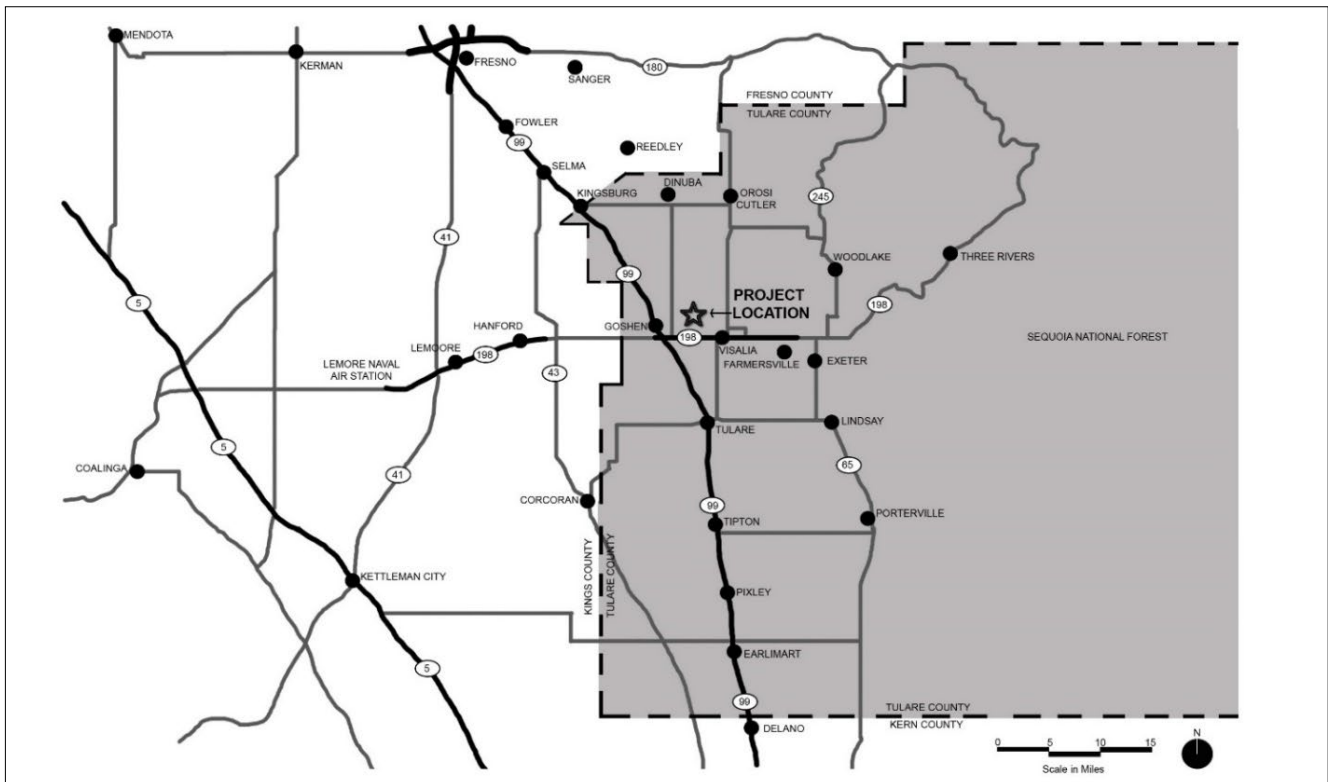 MENDOTA
KERMAN
FRESNO
SANGER
180
FRESNO COUNTY
TULARE COUNTY
FOWLER
99
REEDLEY
SELMA
DINUBA
KINGSBURG
OROSI
CUTLER
245
41
WOODLAKE
THREE RIVERS
5
99
PROJECT
LOCATION
198
GOSHEN
HANFORD
198
VISALIA
SEQUOIA NATIONAL FOREST
LEMOORE
198
FARMERSVILLE
EXETER
LEMORE NAVAL
AIR STATION
43
TULARE
LINDSAY
5
COALINGA
41
65
CORCORAN
99
TIPTON
PORTERVILLE
KINGS COUNTY
TULARE COUNTY
KETTLEMAN CITY
PIXLEY
EARLIMART
5
99
TULARE COUNTY
KERN COUNTY
DELANO
0 5 10 15
Scale in Miles
N